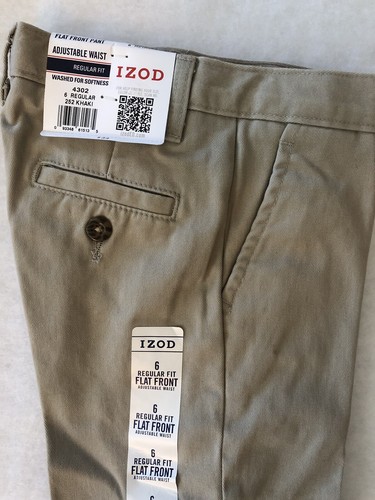 FLAT FRONT PANT
ADJUSTABLE WAIST
REGULAR FIT
WASHED FOR SOFTNESS
IZOD
4302
6 REGULAR
252 KHAKI
IZOD
6
REGULAR FIT
FLAT FRONT
ADJUSTABLE WAIST
6
REGULAR FIT
FLAT FRONT
ADJUSTABLE WAIST
6
REGULAR FIT
FLAT FRONT
ADJUSTABLE WAIST
6